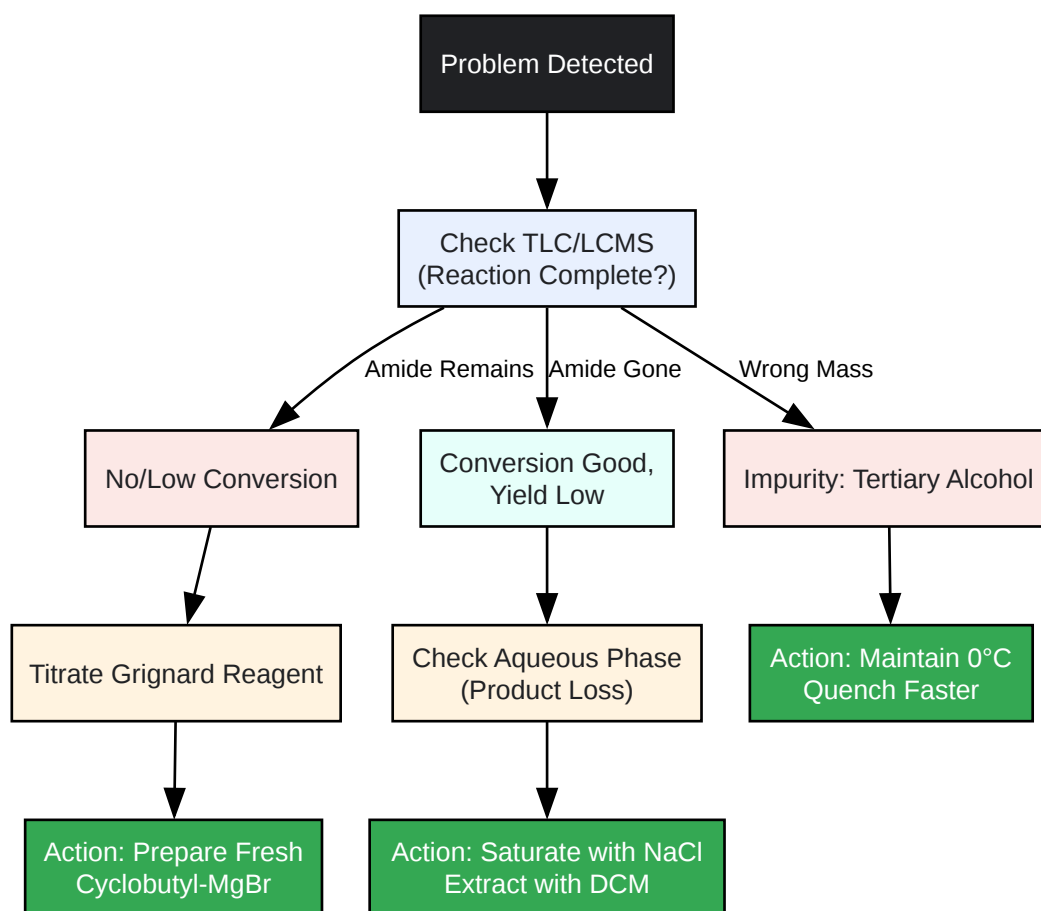 Problem Detected
Check TLC/LCMS
(Reaction Complete?)
Amide Remains
Amide Gone
Wrong Mass
No/Low Conversion
Conversion Good,
Yield Low
Impurity: Tertiary Alcohol
Titrate Grignard Reagent
Check Aqueous Phase
(Product Loss)
Action: Maintain 0°C
Quench Faster
Action: Prepare Fresh
Cyclobutyl-MgBr
Action: Saturate with NaCl
Extract with DCM